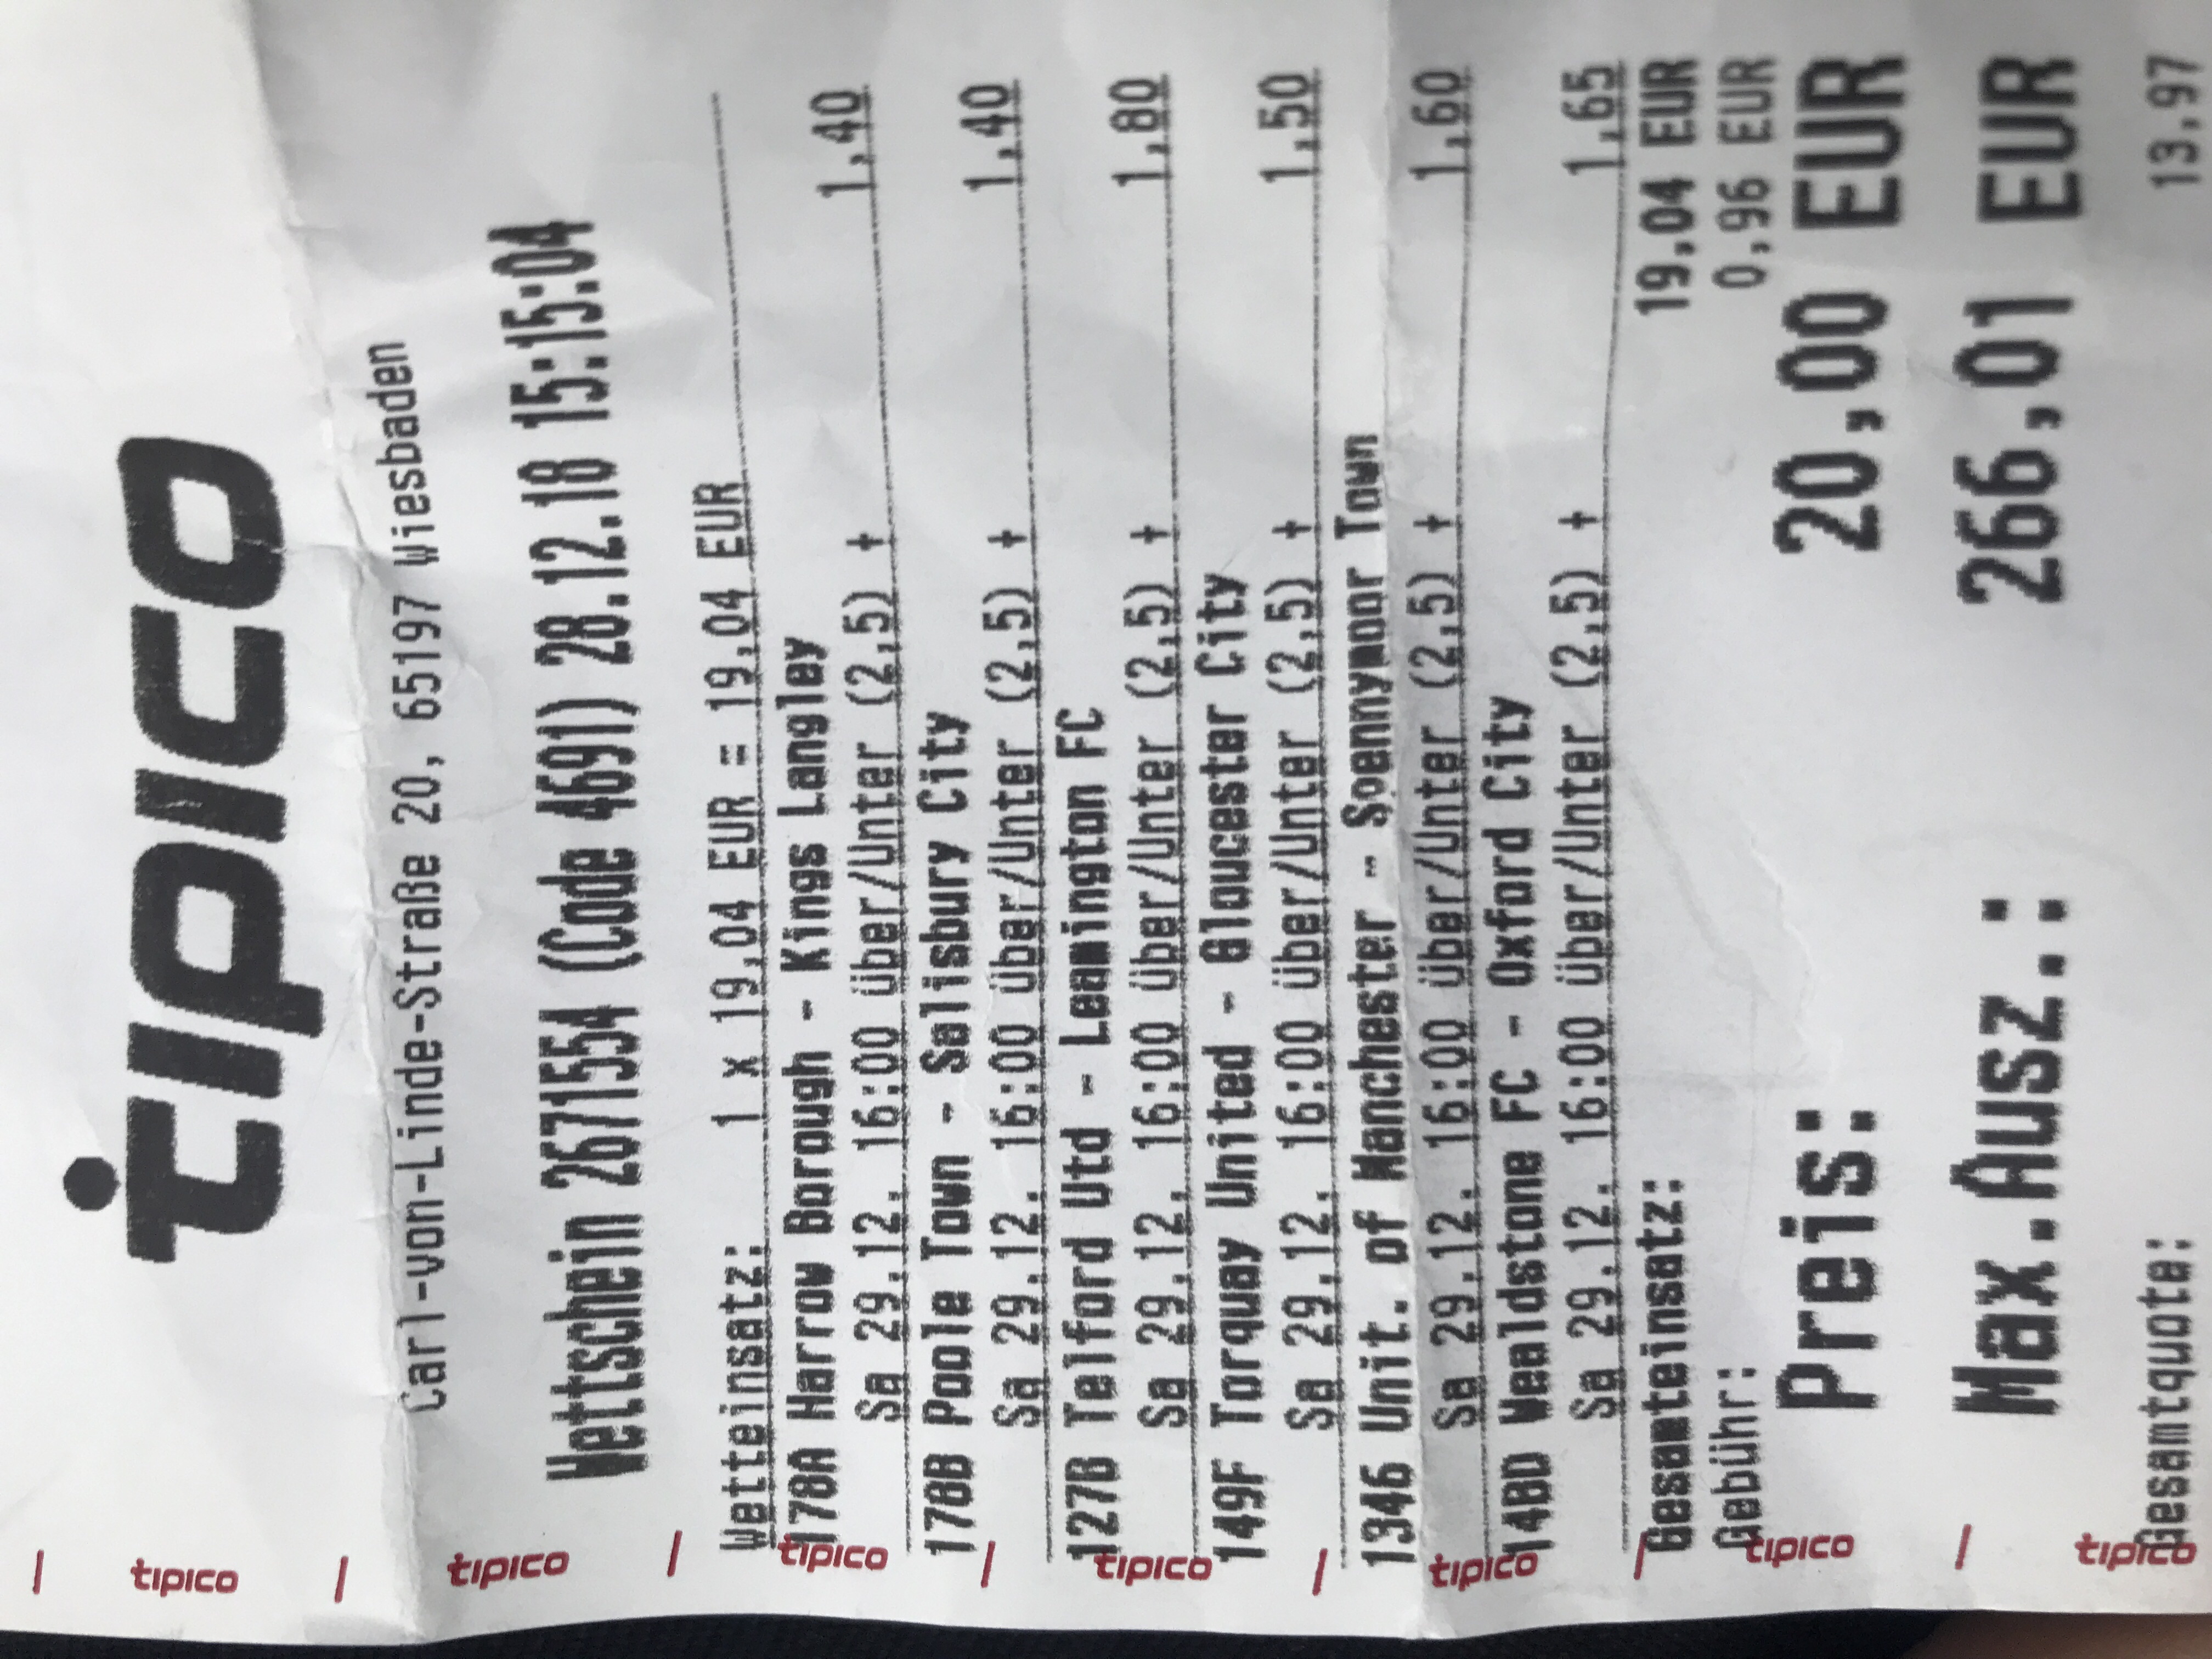 tipico
Carl-von-Linde-Straße 20, 65197 Wiesbaden
Wettschein 2671554 (Code 4691) 28.12.18 15:15:04
Wetteinsatz: 1 x 19,04 EUR = 19,04 EUR
178A Harrow Borough - Kings Langley
Sa 29.12. 16:00 Über/Unter (2,5) + 1,40
178B Poole Town - Salisbury City
Sa 29.12. 16:00 Über/Unter (2,5) + 1,40
127B Telford Utd - Leamington FC
Sa 29.12. 16:00 Über/Unter (2,5) + 1,80
149F Torquay United - Gloucester City
Sa 29.12. 16:00 Über/Unter (2,5) + 1,50
1346 Unit. of Manchester - Spennymoor Town
Sa 29.12. 16:00 Über/Unter (2,5) + 1,60
14BD Wealdstone FC - Oxford City
Sa 29.12. 16:00 Über/Unter (2,5) + 1,65
Gesamteinsatz: 19,04 EUR
Gebühr: 0,96 EUR
Preis: 20,00 EUR
Max.Ausz.: 266,01 EUR
Gesamtquote: 13,97
tipico | tipico | tipico | tipico | tipico | tipico | tipico